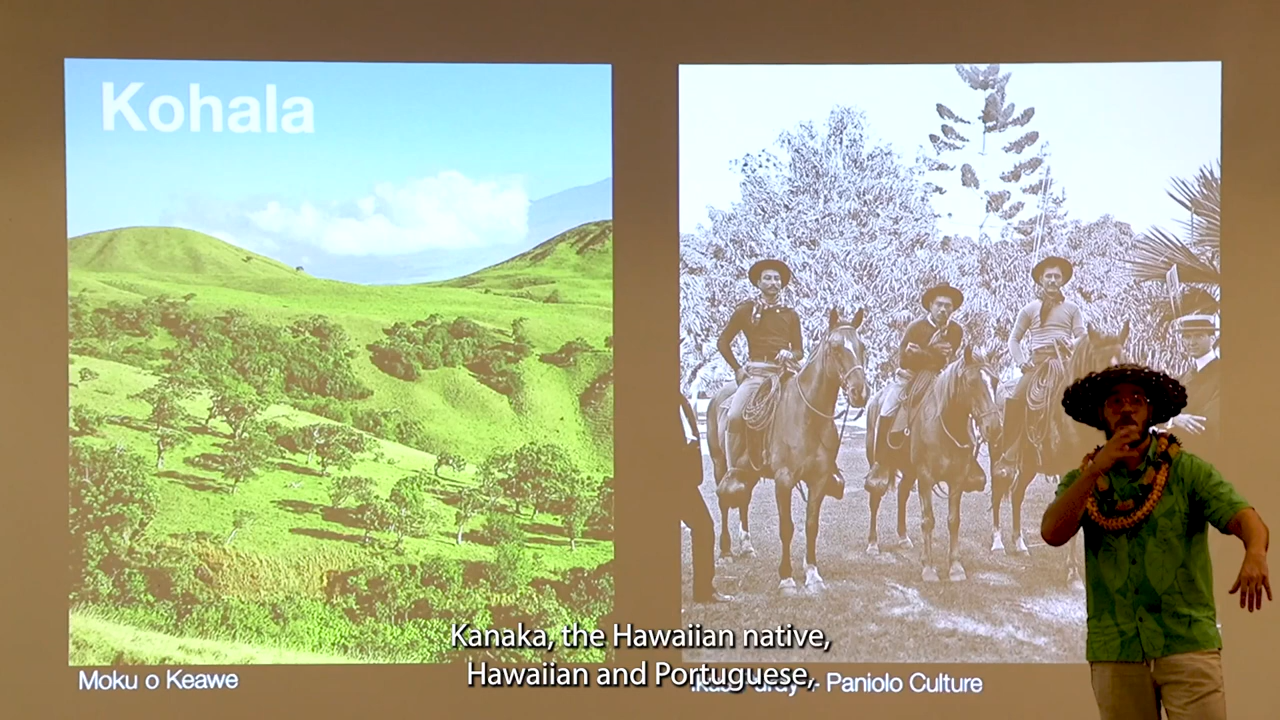 Kohala
Kanaka, the Hawaiian native,
Hawaiian and Portuguese,
Moku o Keawe
Paniolo Culture